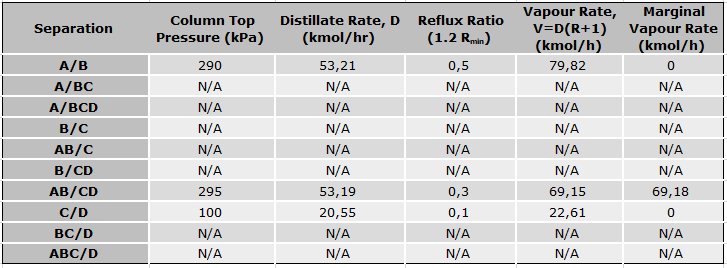 Separation Column Top Pressure (kPa) Distillate Rate, D (kmol/hr) Reflux Ratio (1.2 Rmin) Vapour Rate, V=D(R+1) (kmol/h) Marginal Vapour Rate (kmol/h)
A/B 290 53,21 0,5 79,82 0
A/BC N/A N/A N/A N/A N/A
A/BCD N/A N/A N/A N/A N/A
B/C N/A N/A N/A N/A N/A
AB/C N/A N/A N/A N/A N/A
B/CD N/A N/A N/A N/A N/A
AB/CD 295 53,19 0,3 69,15 69,18
C/D 100 20,55 0,1 22,61 0
BC/D N/A N/A N/A N/A N/A
ABC/D N/A N/A N/A N/A N/A